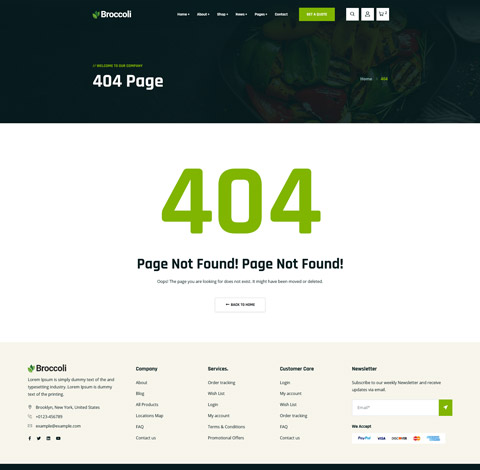 Broccoli
Home + About + Shop + News + Pages + Contact GET A QUOTE 0
// WELCOME TO OUR COMPANY
404 Page
Home 404
404
Page Not Found! Page Not Found!
Oops! The page you are looking for does not exist. It might have been moved or deleted.
BACK TO HOME
Broccoli
Lorem Ipsum is simply dummy text of the and
typesetting industry. Lorem Ipsum is dummy
text of the printing.
Brooklyn, New York, United States
+0123-456789
example@example.com
Company
About
Blog
All Products
Locations Map
FAQ
Contact us
Services.
Order tracking
Wish List
Login
My account
Terms & Conditions
Promotional Offers
Customer Care
Login
My account
Wish List
Order tracking
FAQ
Contact us
Newsletter
Subscribe to our weekly Newsletter and receive
updates via email.
Email*
We Accept
PayPal VISA DISCOVER